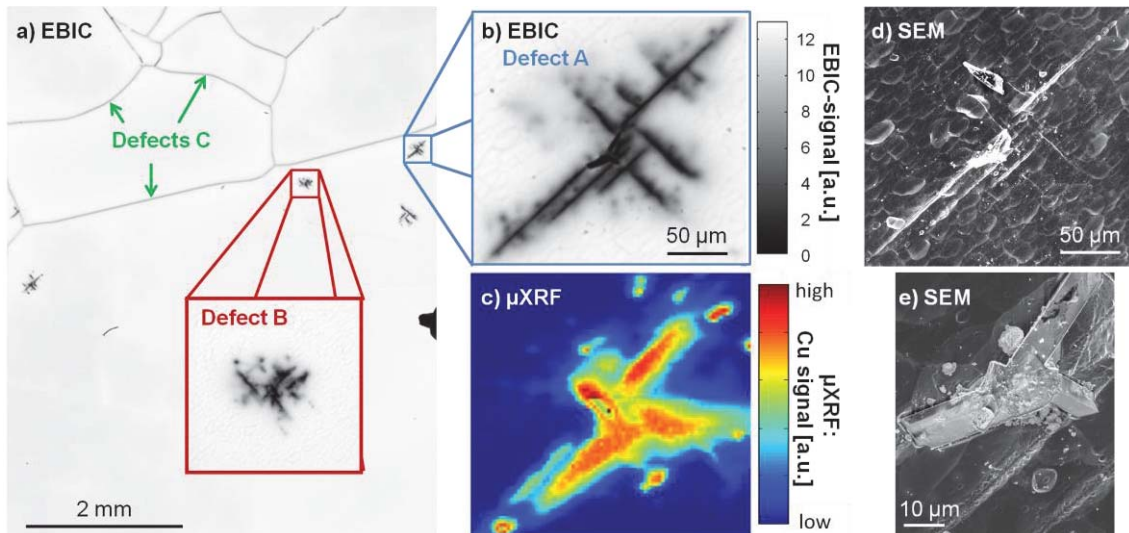 a) EBIC
Defects C
Defect B
2 mm
b) EBIC
Defect A
50 µm
12
10
8
6
4
2
0
EBIC-signal [a.u.]
c) µXRF
high
low
µXRF:
Cu signal [a.u.]
d) SEM
50 µm
e) SEM
10 µm